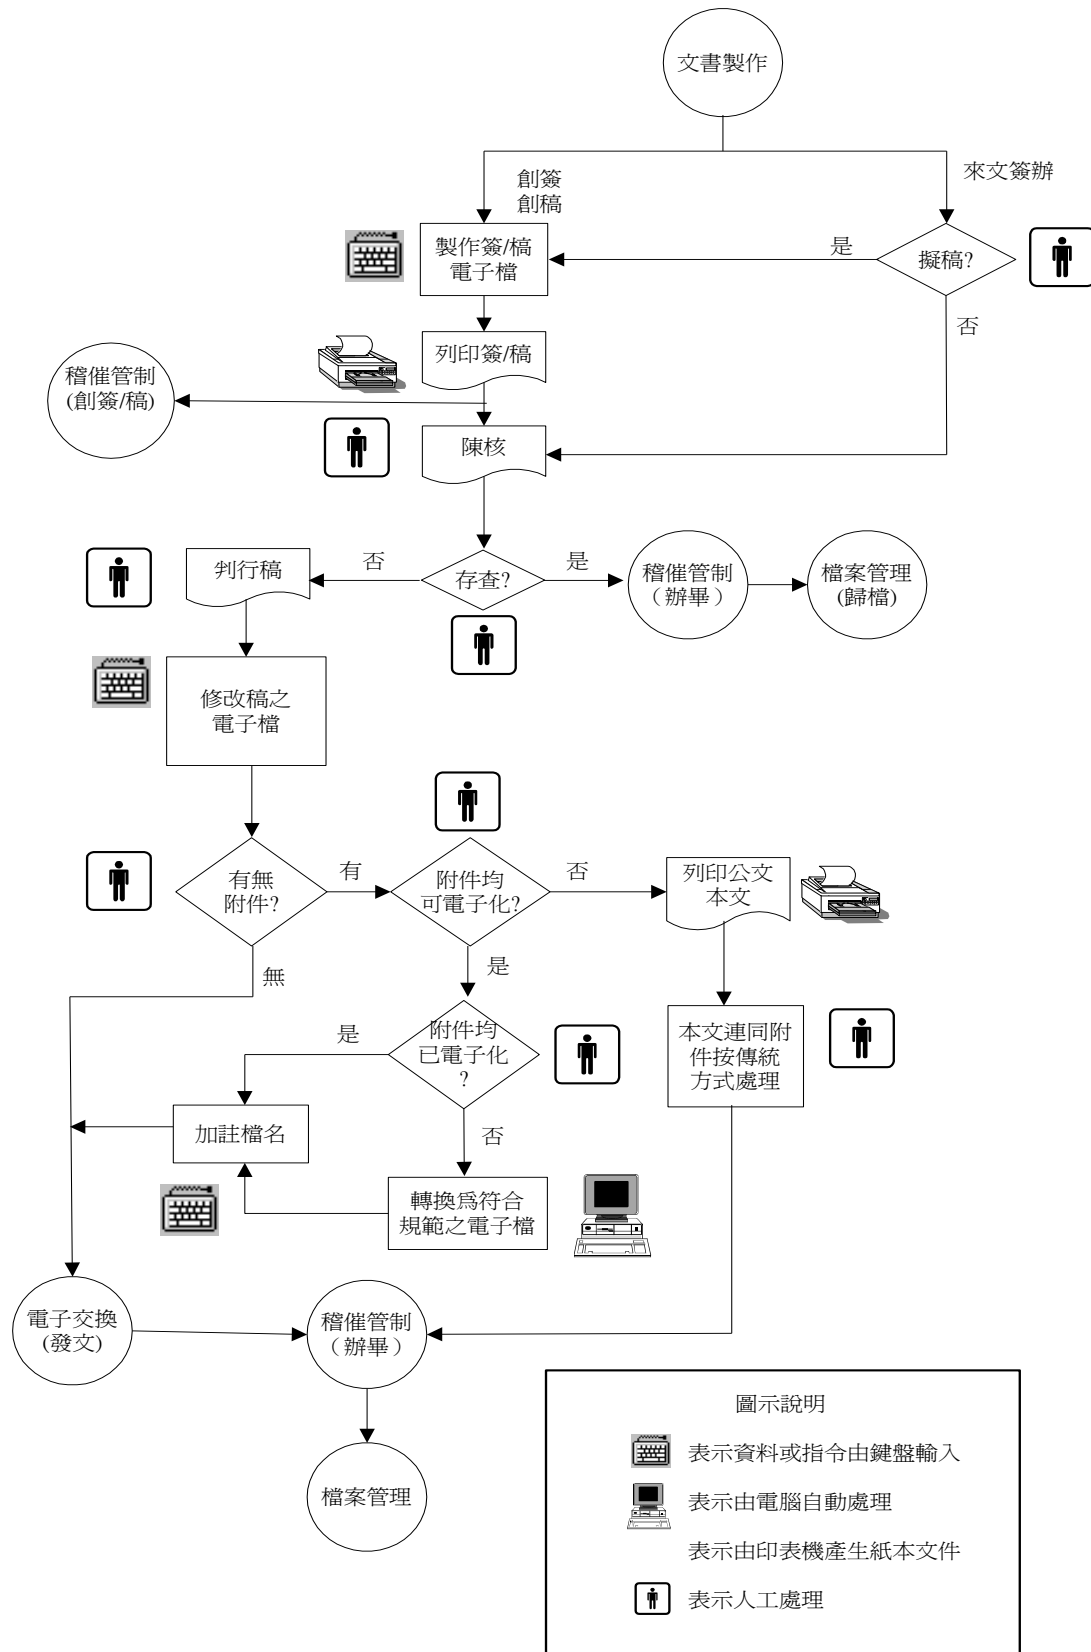 文書製作
創簽
創稿
來文簽辦
製作簽/稿
電子檔
是
擬稿?
否
列印簽/稿
稽催管制
(創簽/稿)
陳核
判行稿
否
存查?
是
稽催管制
（辦畢）
檔案管理
(歸檔)
修改稿之
電子檔
有無
附件?
有
附件均
可電子化?
否
列印公文
本文
無
是
是
附件均
已電子化
?
本文連同附
件按傳統
方式處理
加註檔名
否
轉換為符合
規範之電子檔
電子交換
(發文)
稽催管制
（辦畢）
檔案管理
圖示說明
表示資料或指令由鍵盤輸入
表示由電腦自動處理
表示由印表機產生紙本文件
表示人工處理